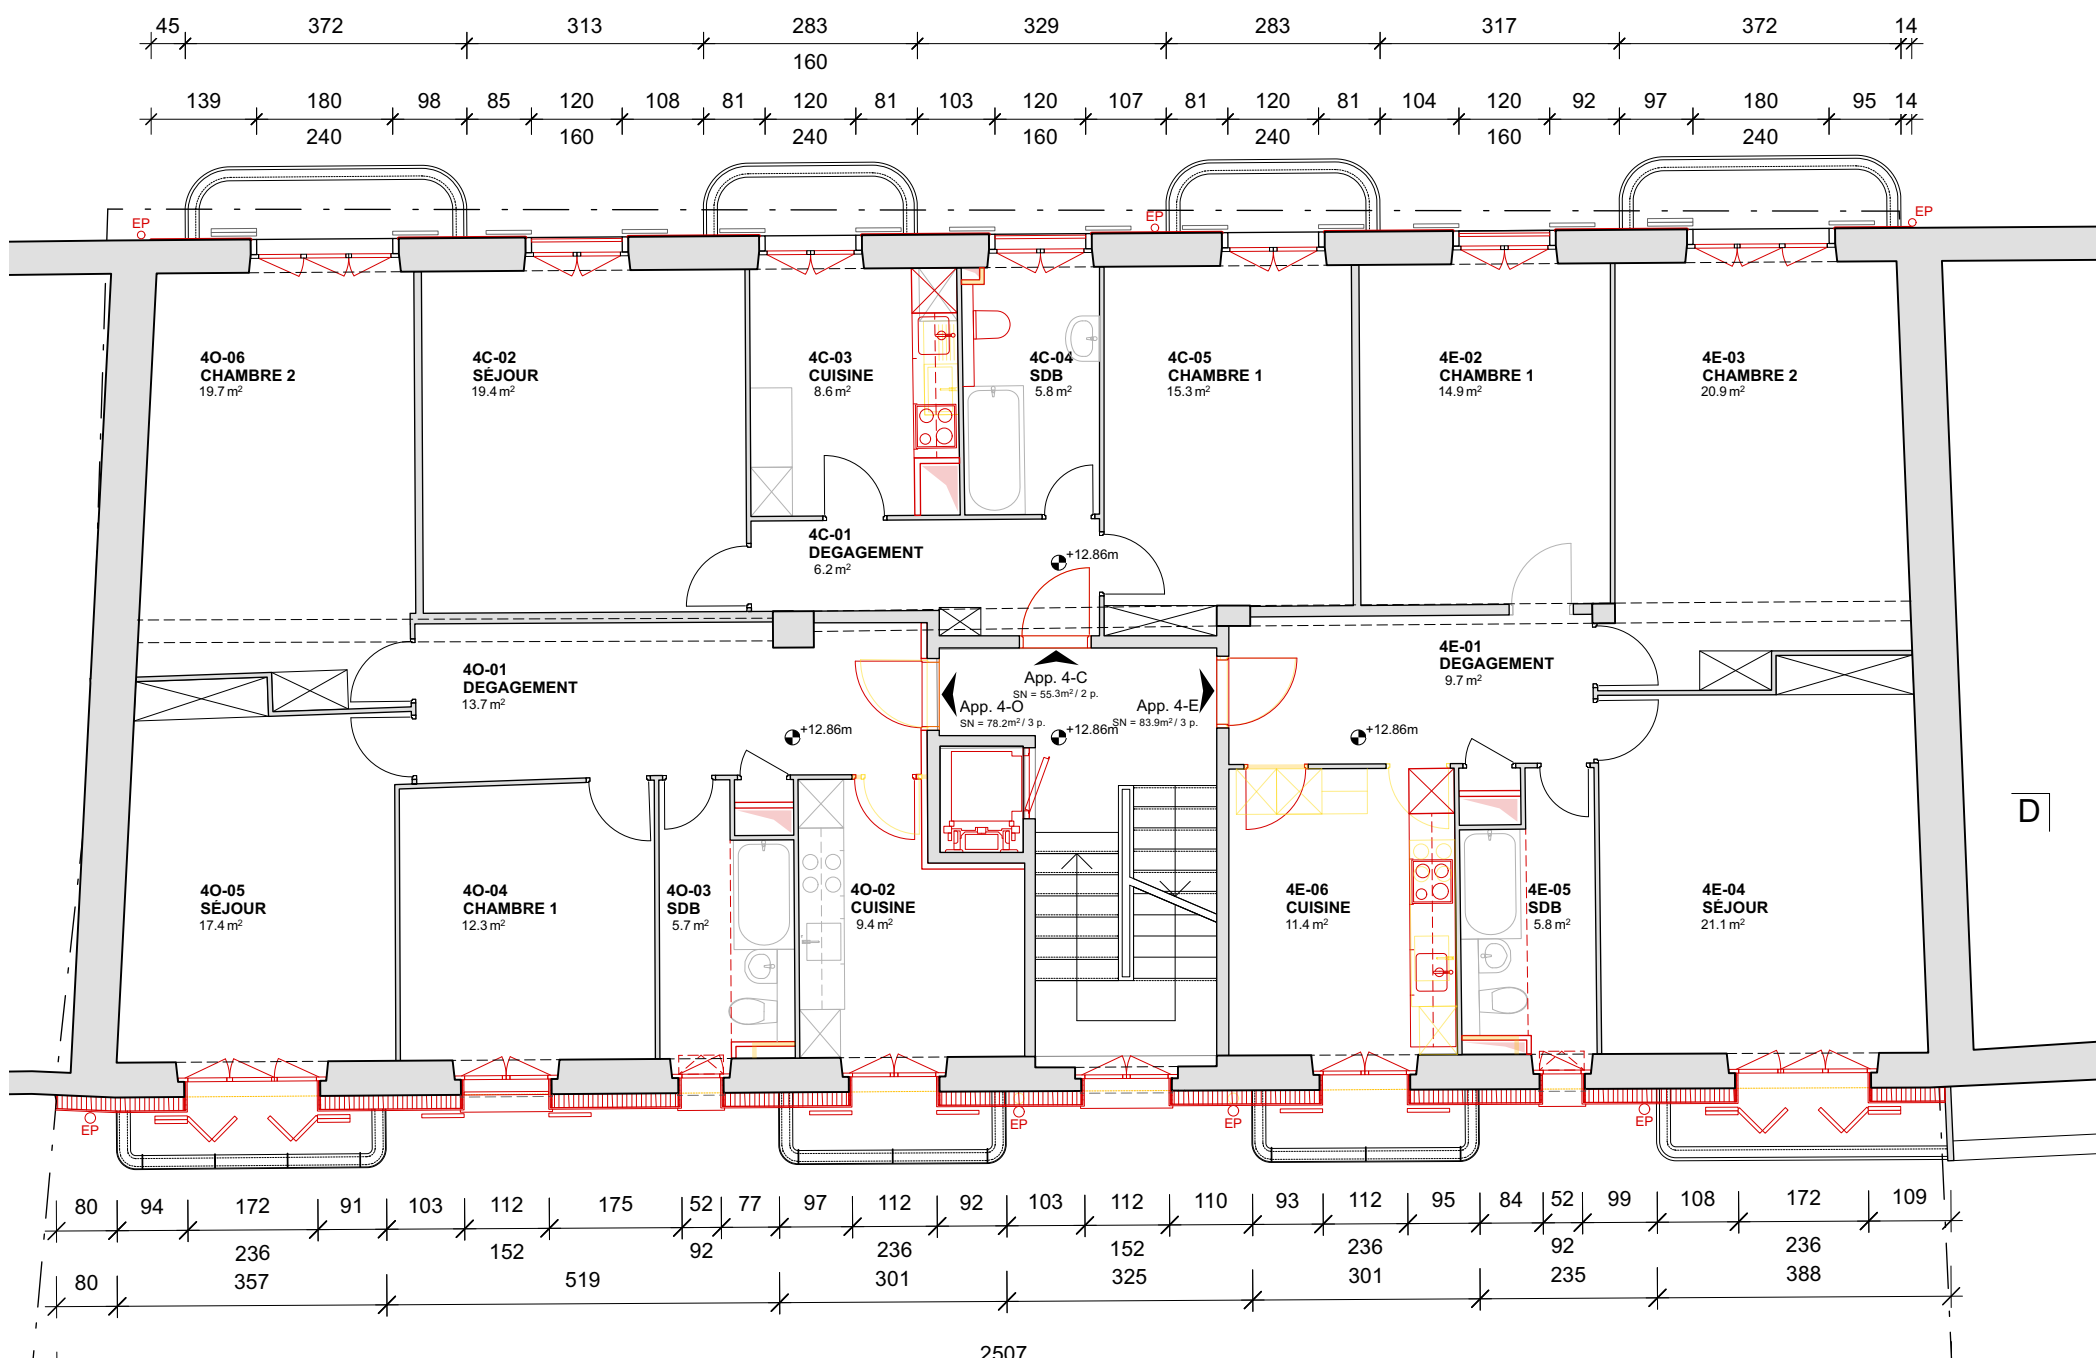 45 372 313 283 329 283 317 372 14
160
139 180 98 85 120 108 81 120 81 103 120 107 81 120 81 104 120 92 97 180 95 14
240 160 240 160 240 160 240
EP EP EP
4O-06
CHAMBRE 2
19.7 m²
4C-02
SÉJOUR
19.4 m²
4C-03
CUISINE
8.6 m²
4C-04
SDB
5.8 m²
4C-05
CHAMBRE 1
15.3 m²
4E-02
CHAMBRE 1
14.9 m²
4E-03
CHAMBRE 2
20.9 m²
4C-01
DEGAGEMENT
6.2 m²
+12.86m
4O-01
DEGAGEMENT
13.7 m²
+12.86m
App. 4-C
SN = 55.3m² / 2 p.
App. 4-O
SN = 78.2m² / 3 p.
App. 4-E
SN = 83.9m² / 3 p.
+12.86m
4E-01
DEGAGEMENT
9.7 m²
+12.86m
D
4O-05
SÉJOUR
17.4 m²
4O-04
CHAMBRE 1
12.3 m²
4O-03
SDB
5.7 m²
4O-02
CUISINE
9.4 m²
4E-06
CUISINE
11.4 m²
4E-05
SDB
5.8 m²
4E-04
SÉJOUR
21.1 m²
EP EP EP EP
80 94 172 91 103 112 175 52 77 97 112 92 103 112 110 93 112 95 84 52 99 108 172 109
236 152 92 236 152 236 92 236
80 357 519 301 325 301 235 388
2507